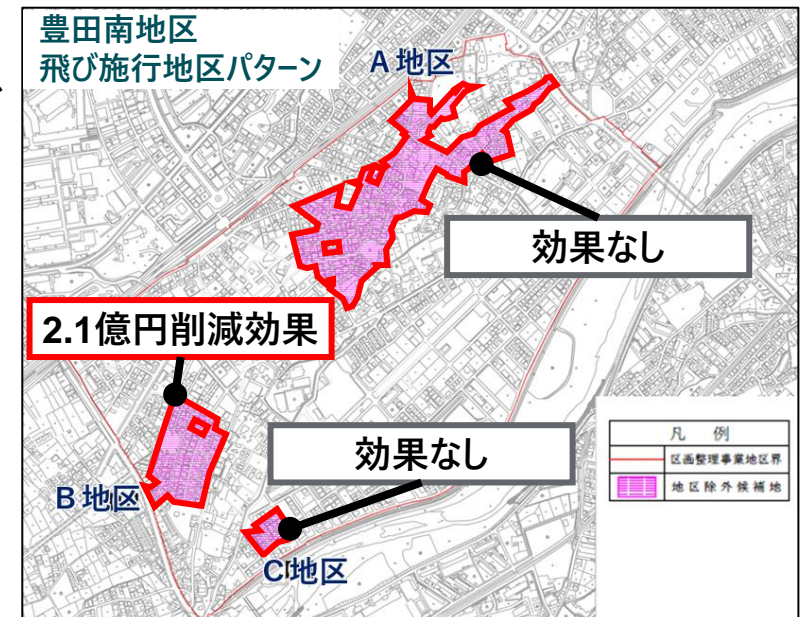 豊田南地区
飛び施行地区パターン
A地区
効果なし
2.1億円削減効果
効果なし
B地区
C地区
凡例
区画整理事業地区界
地区除外候補地